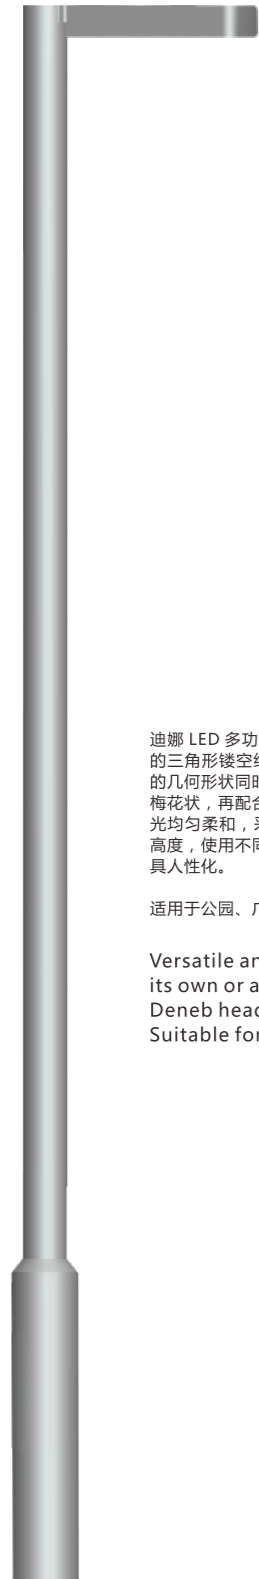 迪娜 LED 多功
的三角形镂空
的几何形状同时
梅花状，再配合
光均匀柔和，
高度，使用不同
具人性化。
适用于公园、
Versatile an
its own or a
Deneb head
Suitable for